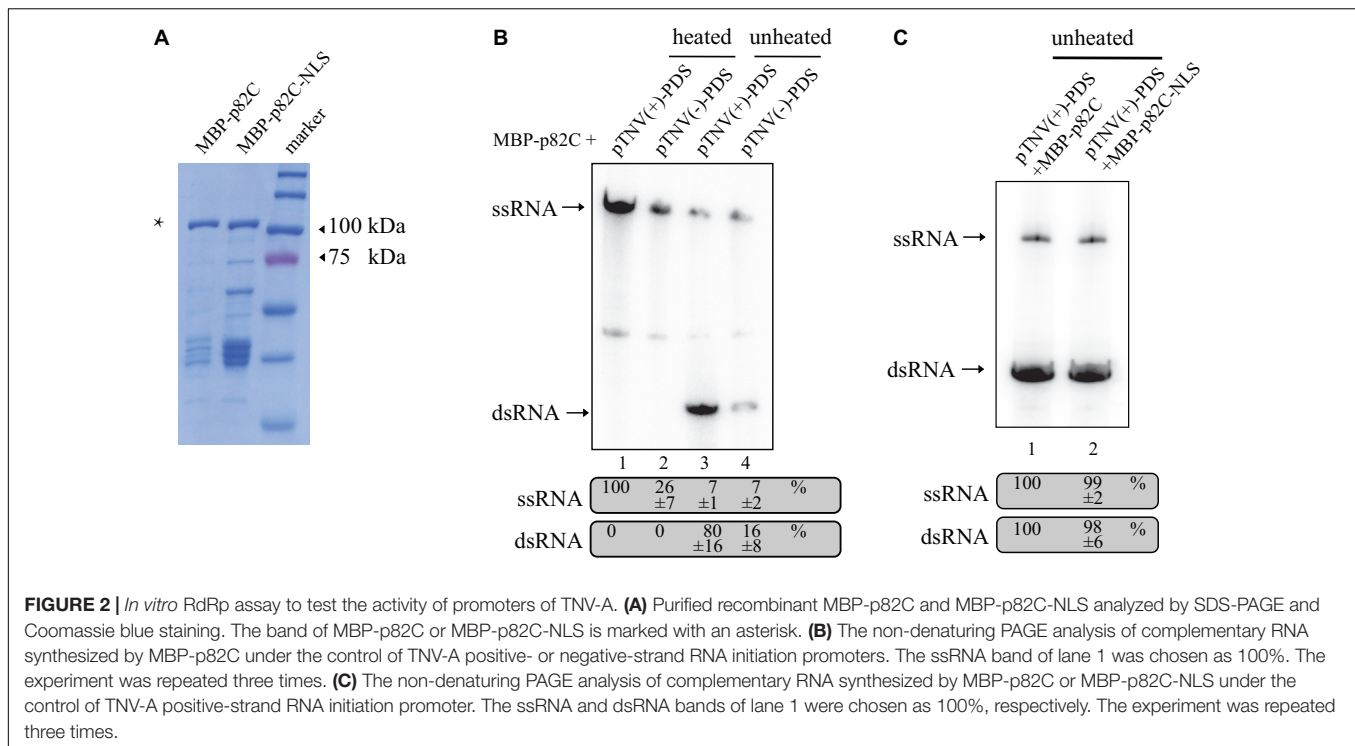 A
MBP-p82C
MBP-p82C-NLS
marker
*
◂100 kDa
◂75 kDa
B
heated
unheated
MBP-p82C +
pTNV(+)-PDS
pTNV(-)-PDS
pTNV(+)-PDS
pTNV(-)-PDS
ssRNA →
dsRNA →
1 2 3 4
ssRNA 100 26 ±7 7 ±1 7 ±2 %
dsRNA 0 0 80 ±16 16 ±8 %
C
unheated
pTNV(+)-PDS
+MBP-p82C
pTNV(+)-PDS
+MBP-p82C-NLS
ssRNA →
dsRNA →
1 2
ssRNA 100 99 ±2 %
dsRNA 100 98 ±6 %
FIGURE 2 | In vitro RdRp assay to test the activity of promoters of TNV-A. (A) Purified recombinant MBP-p82C and MBP-p82C-NLS analyzed by SDS-PAGE and
Coomassie blue staining. The band of MBP-p82C or MBP-p82C-NLS is marked with an asterisk. (B) The non-denaturing PAGE analysis of complementary RNA
synthesized by MBP-p82C under the control of TNV-A positive- or negative-strand RNA initiation promoters. The ssRNA band of lane 1 was chosen as 100%. The
experiment was repeated three times. (C) The non-denaturing PAGE analysis of complementary RNA synthesized by MBP-p82C or MBP-p82C-NLS under the
control of TNV-A positive-strand RNA initiation promoter. The ssRNA and dsRNA bands of lane 1 were chosen as 100%, respectively. The experiment was repeated
three times.